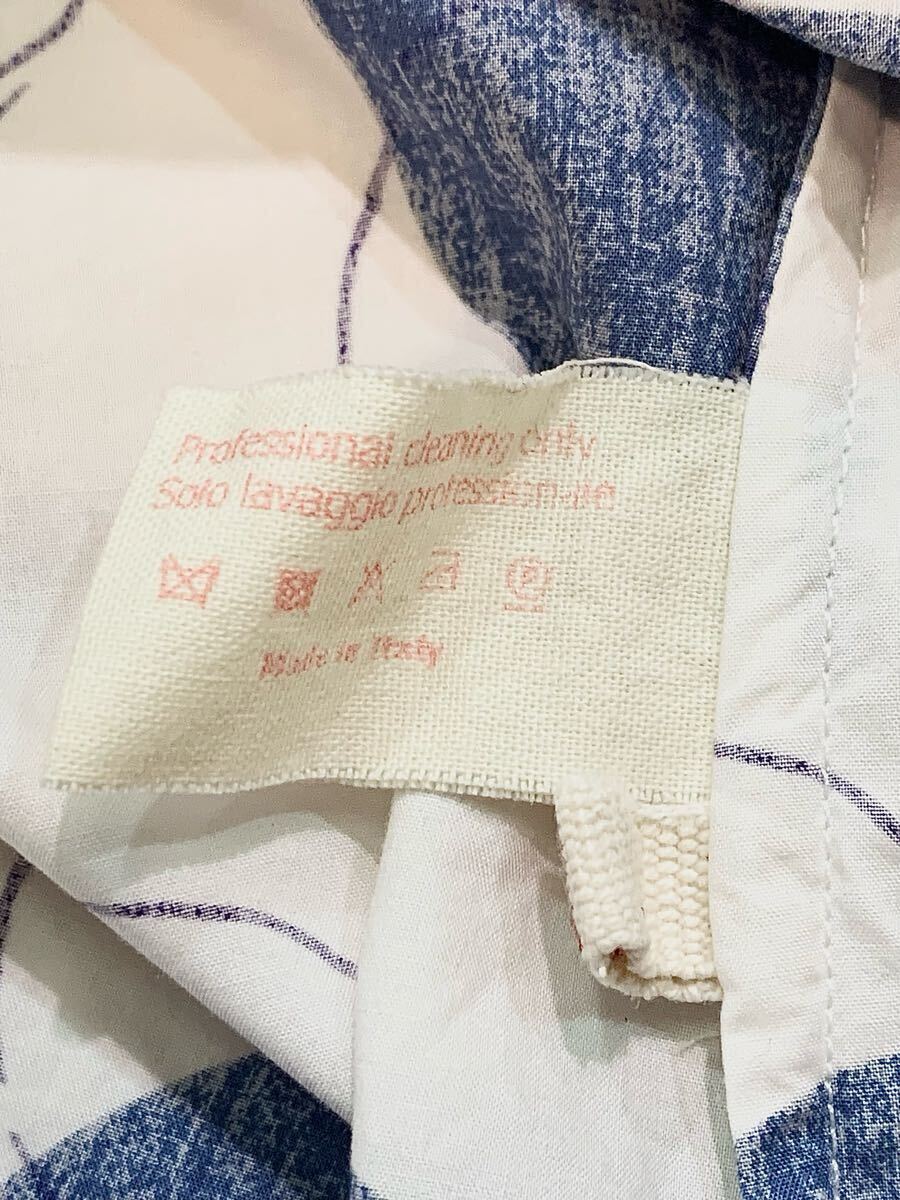 Professional cleaning only
Solo lavaggio professionale
P
Made in Italy